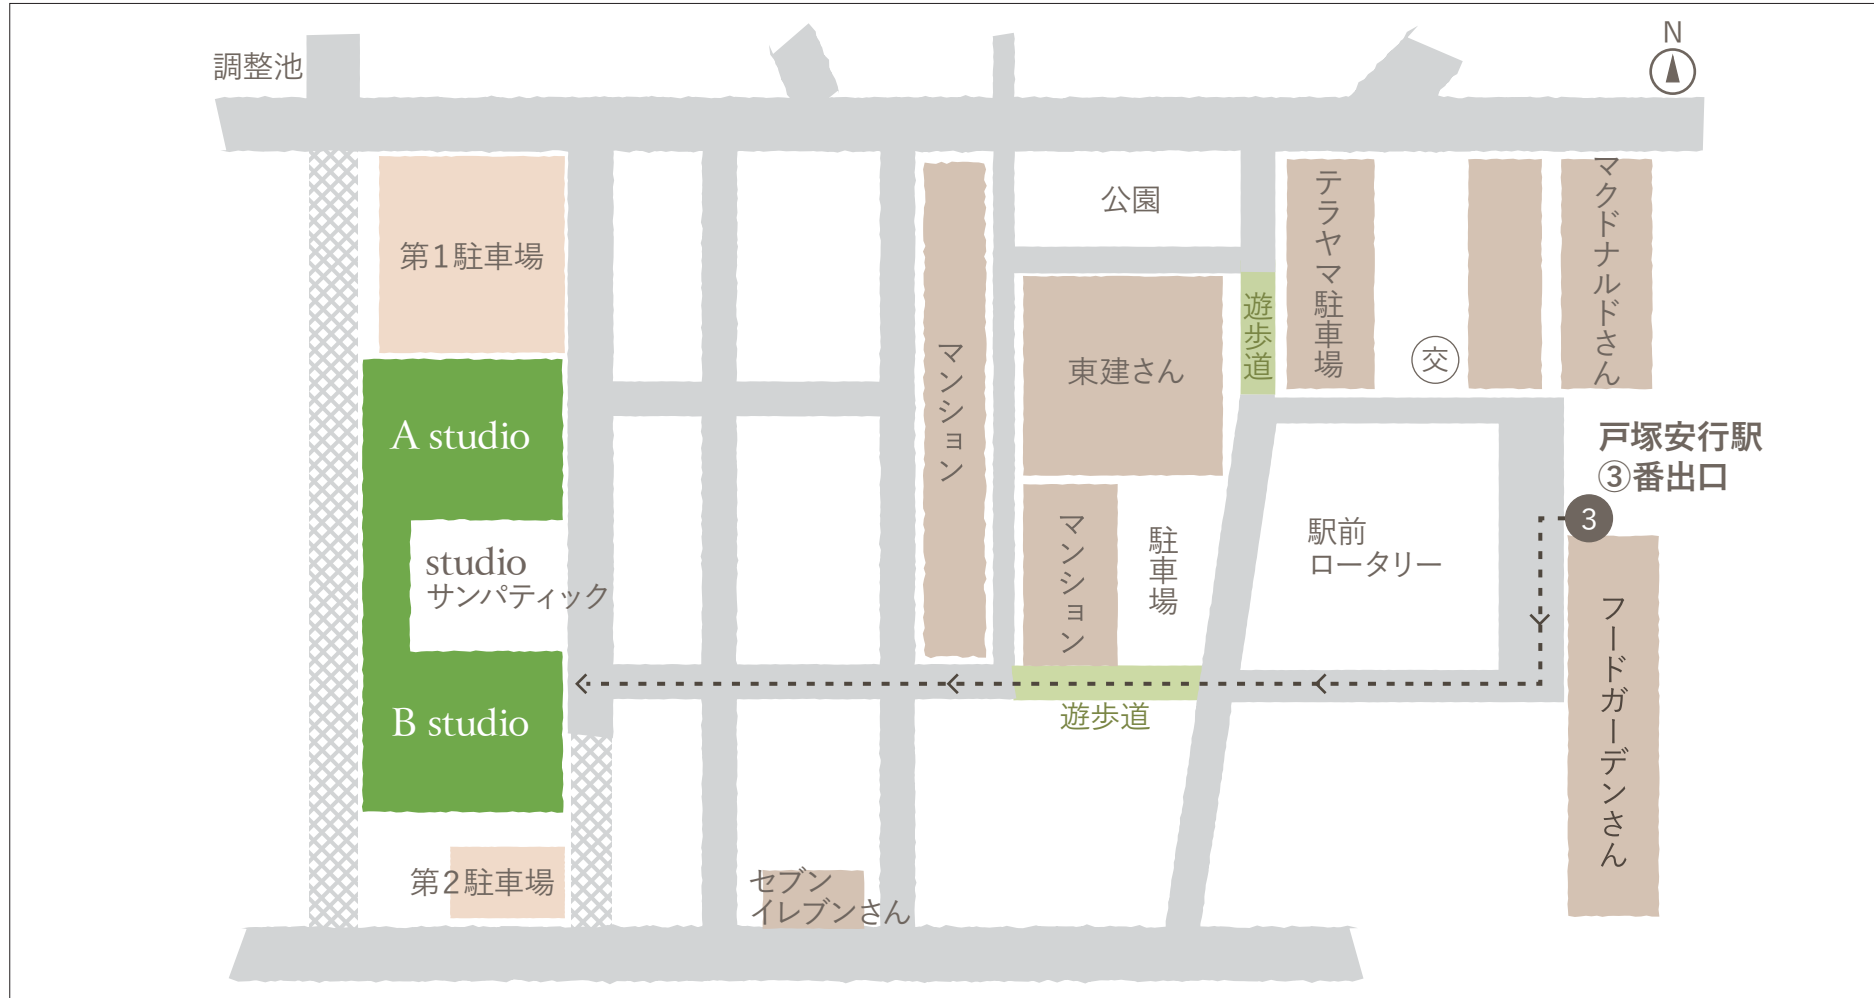 調整池
N
公園
テラヤマ駐車場
マクドナルドさん
第1駐車場
遊歩道
交
マンション
東建さん
A studio
戸塚安行駅
③番出口
3
マンション
駐車場
駅前
ロータリー
studio
サンパティック
フードガーデンさん
B studio
遊歩道
第2駐車場
セブン
イレブンさん